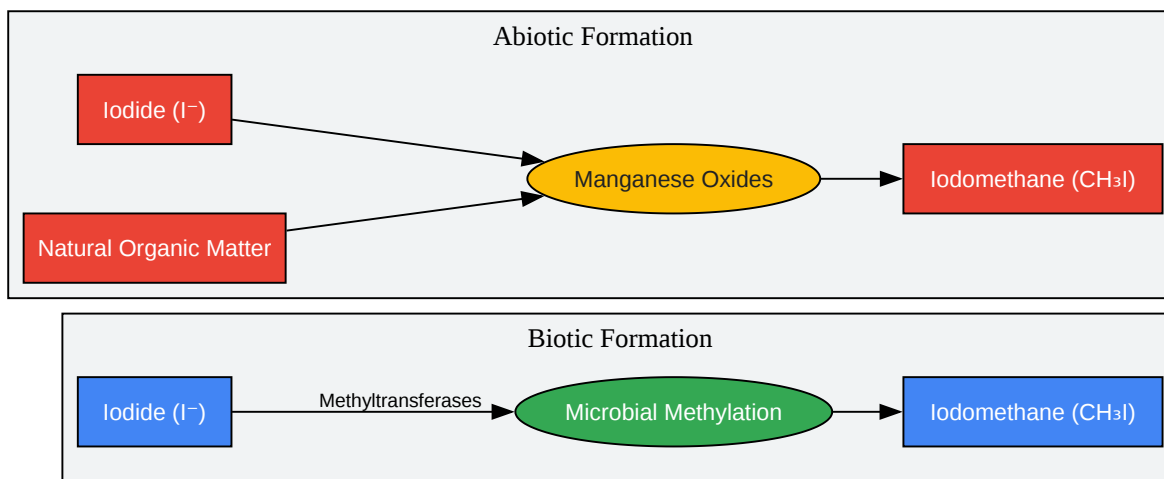 Abiotic Formation
Iodide (I⁻)
Manganese Oxides
Iodomethane (CH₃I)
Natural Organic Matter
Biotic Formation
Iodide (I⁻)
Methyltransferases
Microbial Methylation
Iodomethane (CH₃I)